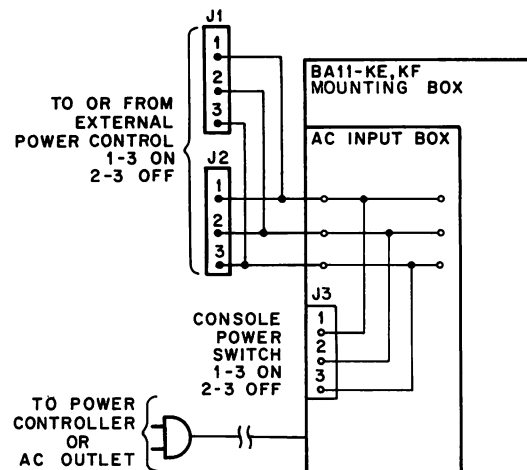 J1
1
2
3
TO OR FROM
EXTERNAL
POWER CONTROL
1-3 ON
2-3 OFF
J2
1
2
3
BA11-KE, KF
MOUNTING BOX
AC INPUT BOX
J3
1
2
3
CONSOLE
POWER
SWITCH
1-3 ON
2-3 OFF
TO POWER
CONTROLLER
OR
AC OUTLET